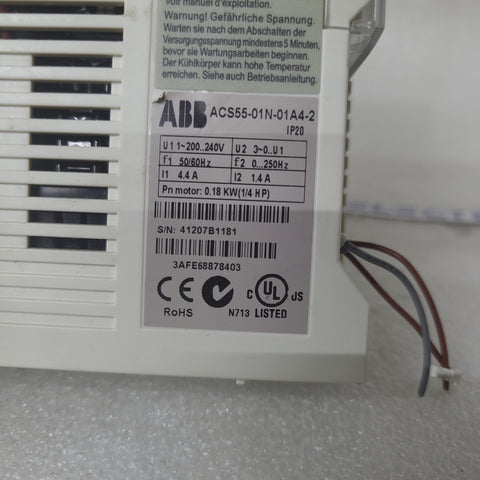 voir manuel d'exploitation.
Warnung! Gefährliche Spannung.
Warten sie nach dem Abschalten der
Versorgungsspannung mindestens 5 Minuten,
bevor sie Wartungsarbeiten beginnen.
Der Kühlkörper kann hohe Temperatur
erreichen. Siehe auch Betriebsanleitung.
ABB ACS55-01N-01A4-2
IP20
U1 1~200..240V U2 3~0..U1
f1 50/60Hz f2 0...250Hz
I1 4.4 A I2 1.4 A
Pn motor: 0.18 KW(1/4 HP)
S/N: 41207B1181
3AFE68878403
CE C UL US
RoHS N713 LISTED